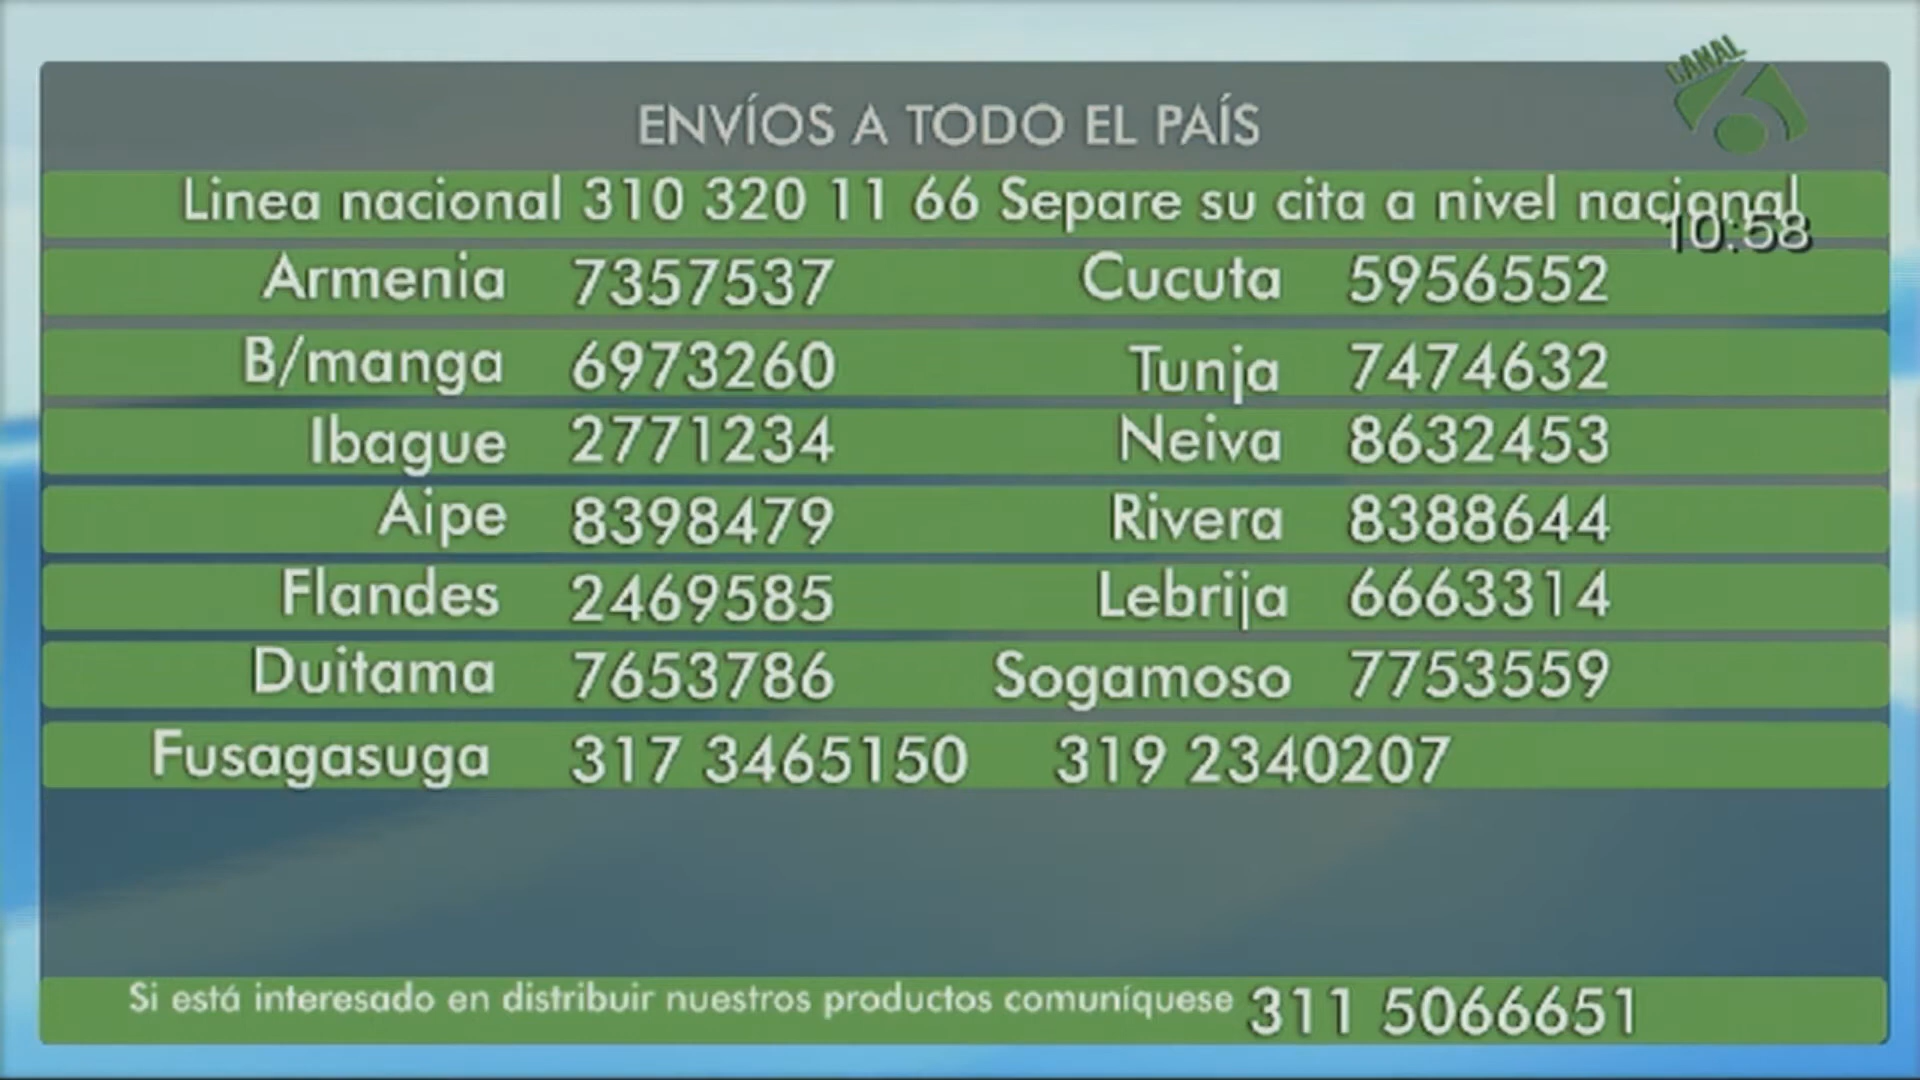 CANAL
6
ENVÍOS A TODO EL PAÍS
Linea nacional 310 320 11 66 Separe su cita a nivel nacional
10:58
Armenia 7357537 Cucuta 5956552
B/manga 6973260 Tunja 7474632
Ibague 2771234 Neiva 8632453
Aipe 8398479 Rivera 8388644
Flandes 2469585 Lebrija 6663314
Duitama 7653786 Sogamoso 7753559
Fusagasuga 317 3465150 319 2340207
Si está interesado en distribuir nuestros productos comuníquese 311 5066651